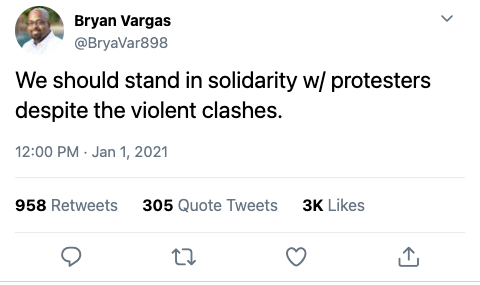 Bryan Vargas
@BryaVar898
We should stand in solidarity w/ protesters
despite the violent clashes.
12:00 PM · Jan 1, 2021
958 Retweets 305 Quote Tweets 3K Likes